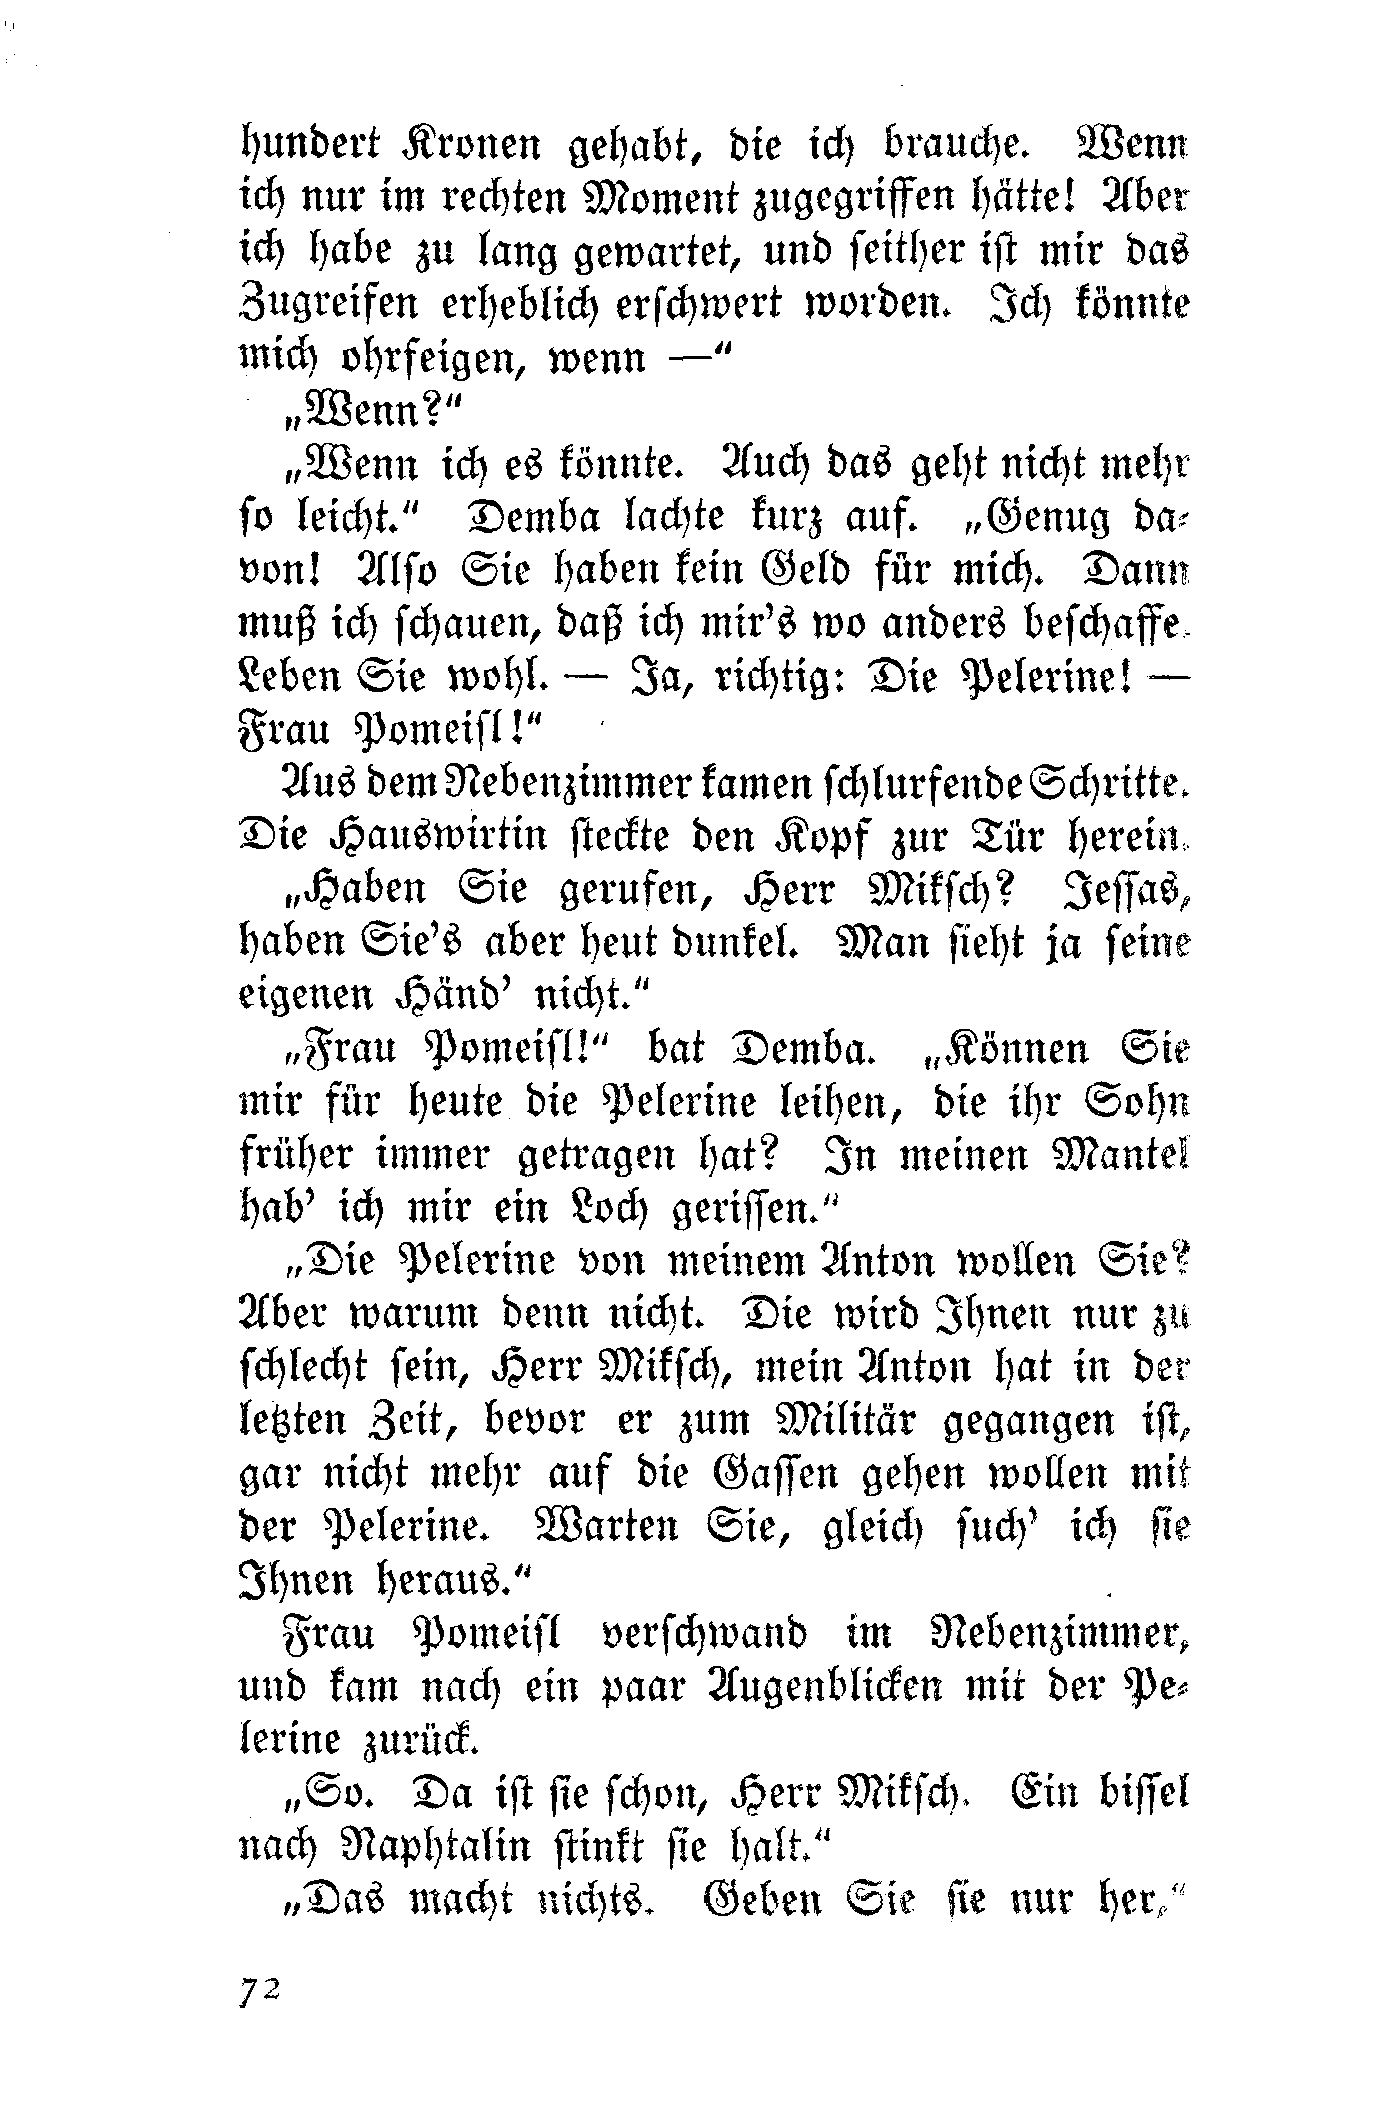 hundert Kronen gehabt, die ich brauche. Wenn
ich nur im rechten Moment zugegriffen hätte! Aber
ich habe zu lang gewartet, und seither ist mir das
Zugreifen erheblich erschwert worden. Ich könnte
mich ohrfeigen, wenn —“
„Wenn?“
„Wenn ich es könnte. Auch das geht nicht mehr
so leicht.“ Demba lachte kurz auf. „Genug da-
von! Also Sie haben kein Geld für mich. Dann
muß ich schauen, daß ich mir's wo anders beschaffe.
Leben Sie wohl. — Ja, richtig: Die Pelerine! —
Frau Pomeisl!“
Aus dem Nebenzimmer kamen schlurfende Schritte.
Die Hauswirtin steckte den Kopf zur Tür herein.
„Haben Sie gerufen, Herr Miksch? Jessas,
haben Sie's aber heut dunkel. Man sieht ja seine
eigenen Händ' nicht.“
„Frau Pomeisl!“ bat Demba. „Können Sie
mir für heute die Pelerine leihen, die ihr Sohn
früher immer getragen hat? In meinen Mantel
hab' ich mir ein Loch gerissen.“
„Die Pelerine von meinem Anton wollen Sie?
Aber warum denn nicht. Die wird Ihnen nur zu
schlecht sein, Herr Miksch, mein Anton hat in der
letzten Zeit, bevor er zum Militär gegangen ist,
gar nicht mehr auf die Gassen gehen wollen mit
der Pelerine. Warten Sie, gleich such' ich sie
Ihnen heraus.“
Frau Pomeisl verschwand im Nebenzimmer,
und kam nach ein paar Augenblicken mit der Pe-
lerine zurück.
„So. Da ist sie schon, Herr Miksch. Ein bissel
nach Naphtalin stinkt sie halt.“
„Das macht nichts. Geben Sie sie nur her,“
72